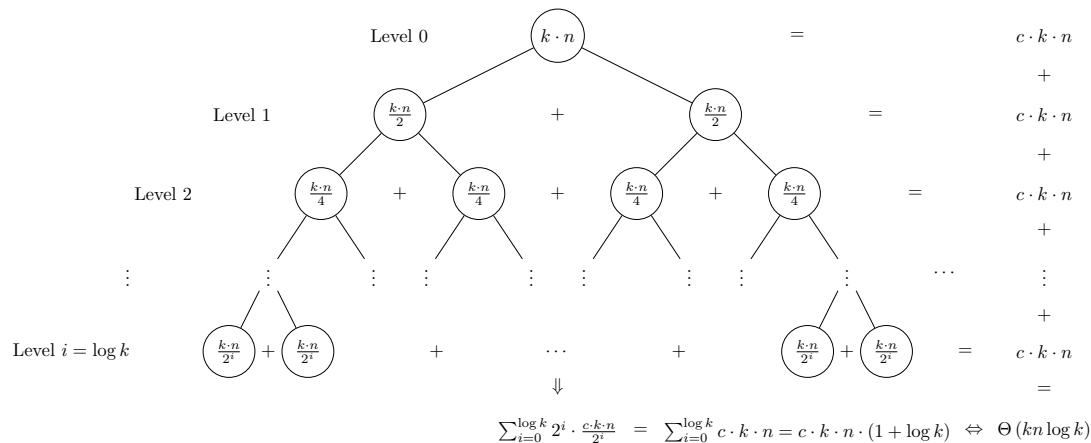 Level 0 k · n = c · k · n
+
Level 1 k·n/2 + k·n/2 = c · k · n
+
Level 2 k·n/4 + k·n/4 + k·n/4 + k·n/4 = c · k · n
+
⋮ ⋮ ⋮ ⋮ ⋮ ⋮ ⋮ ⋮ ⋮ ⋯ ⋮
+
Level i = log k k·n/2^i + k·n/2^i + ⋯ + k·n/2^i + k·n/2^i = c · k · n
⇓ =
∑_{i=0}^{log k} 2^i · c·k·n/2^i = ∑_{i=0}^{log k} c · k · n = c · k · n · (1 + log k) ⇔ Θ (kn log k)